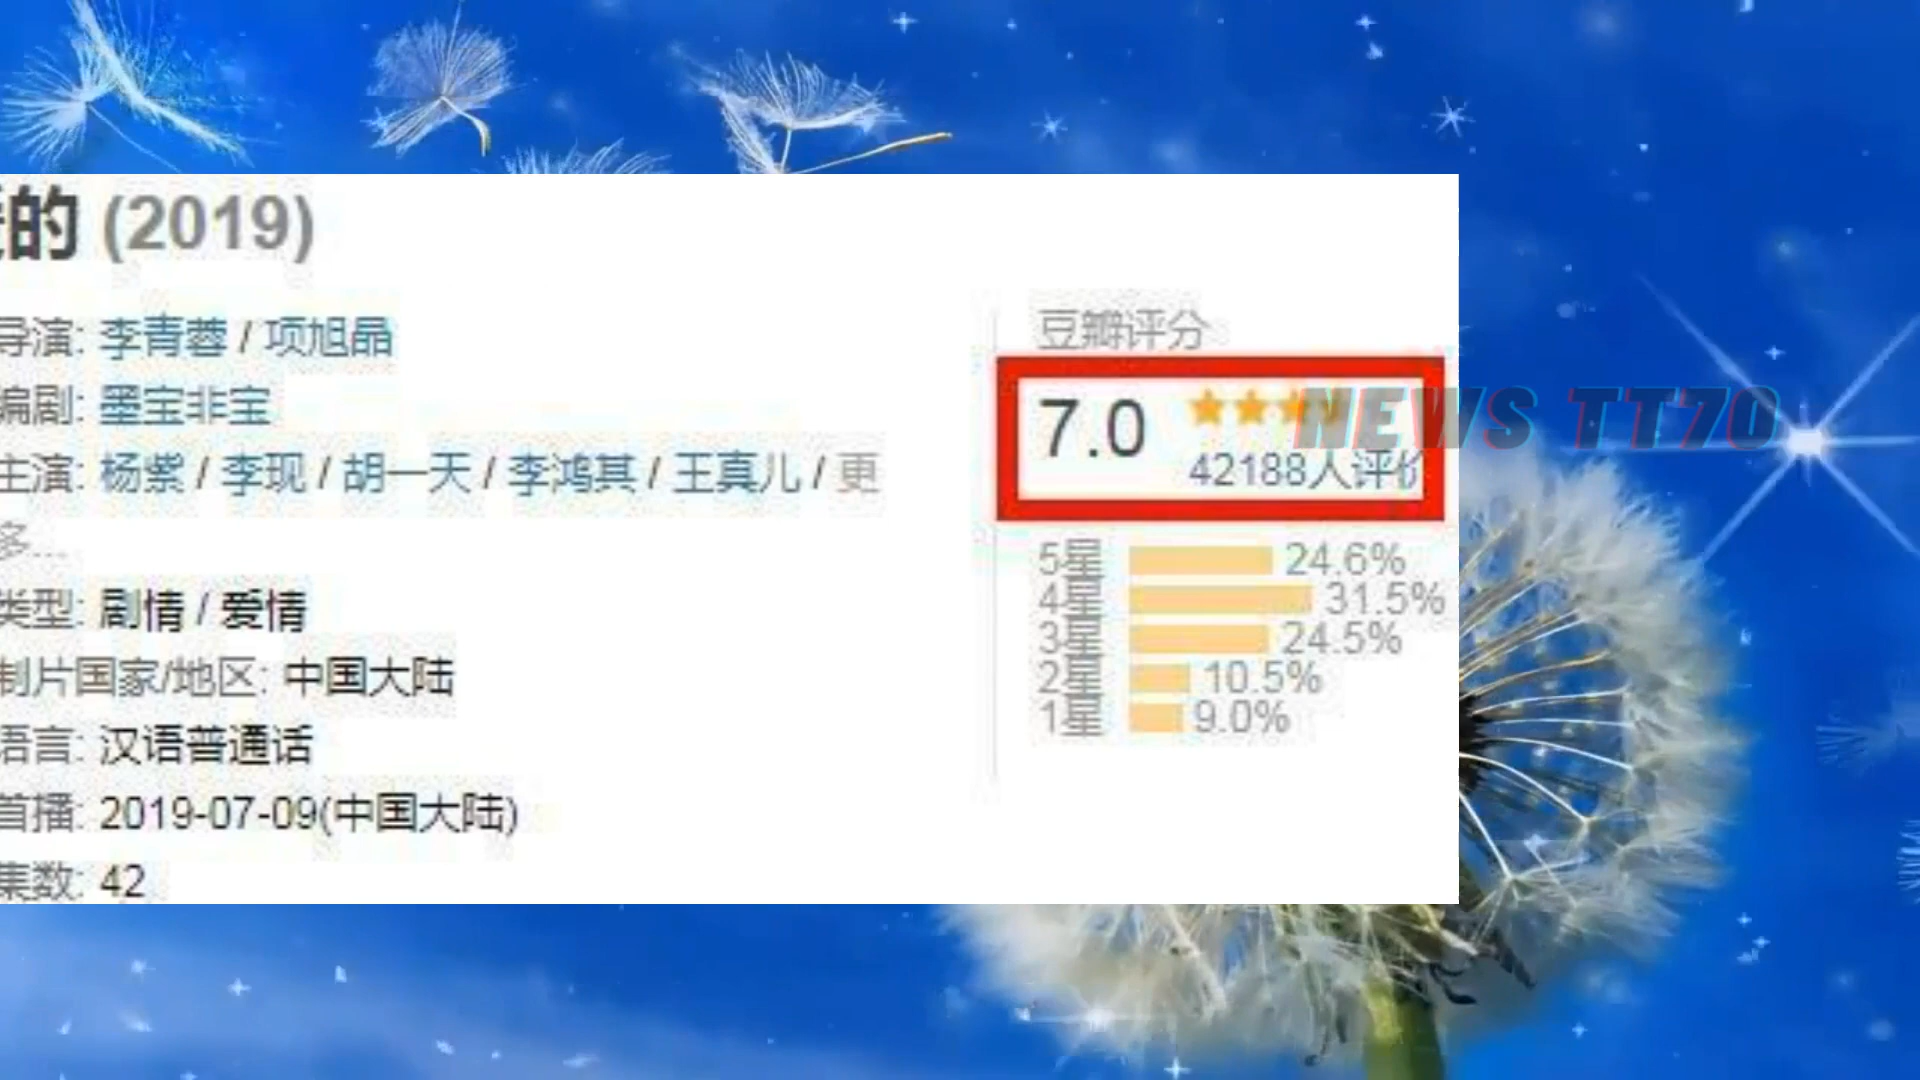 的 (2019)
导演: 李青蓉 / 项旭晶
编剧: 墨宝非宝
主演: 杨紫 / 李现 / 胡一天 / 李鸿其 / 王真儿 / 更
多...
类型: 剧情 / 爱情
制片国家/地区: 中国大陆
语言: 汉语普通话
首播: 2019-07-09(中国大陆)
集数: 42
豆瓣评分
7.0
42188人评价
5星 24.6%
4星 31.5%
3星 24.5%
2星 10.5%
1星 9.0%
NEWS TT70